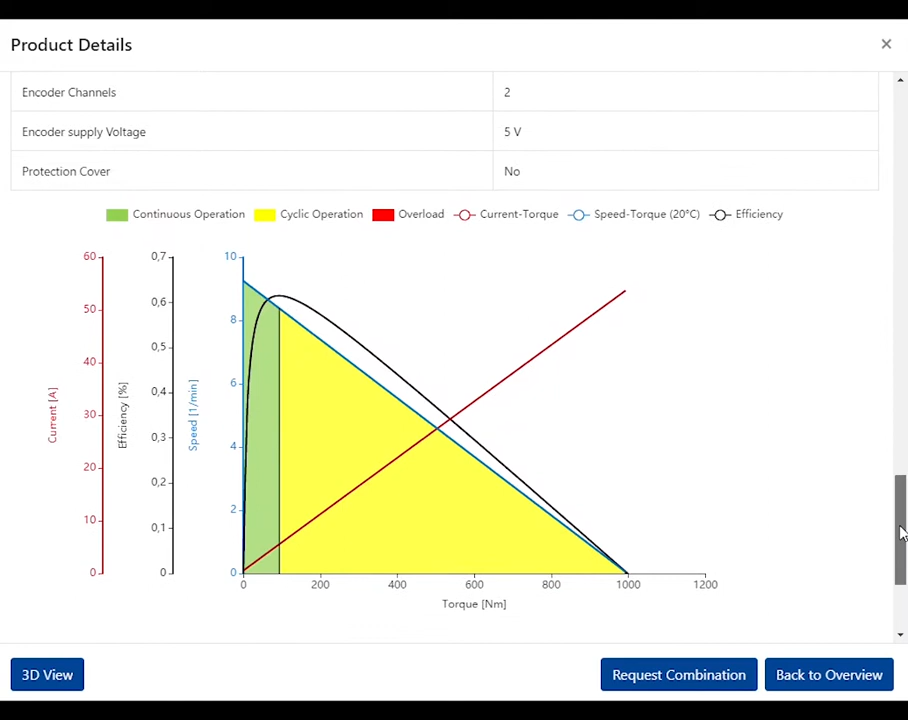 Product Details
×
Encoder Channels 2
Encoder supply Voltage 5 V
Protection Cover No
Continuous Operation Cyclic Operation Overload Current-Torque Speed-Torque (20°C) Efficiency
60 0,7 10
50 0,6 8
40 0,5 6
30 0,4 4
20 0,3 2
10 0,2 0
0 0,1
0
Current [A]
Efficiency [%]
Speed [1/min]
0 200 400 600 800 1000 1200
Torque [Nm]
3D View Request Combination Back to Overview